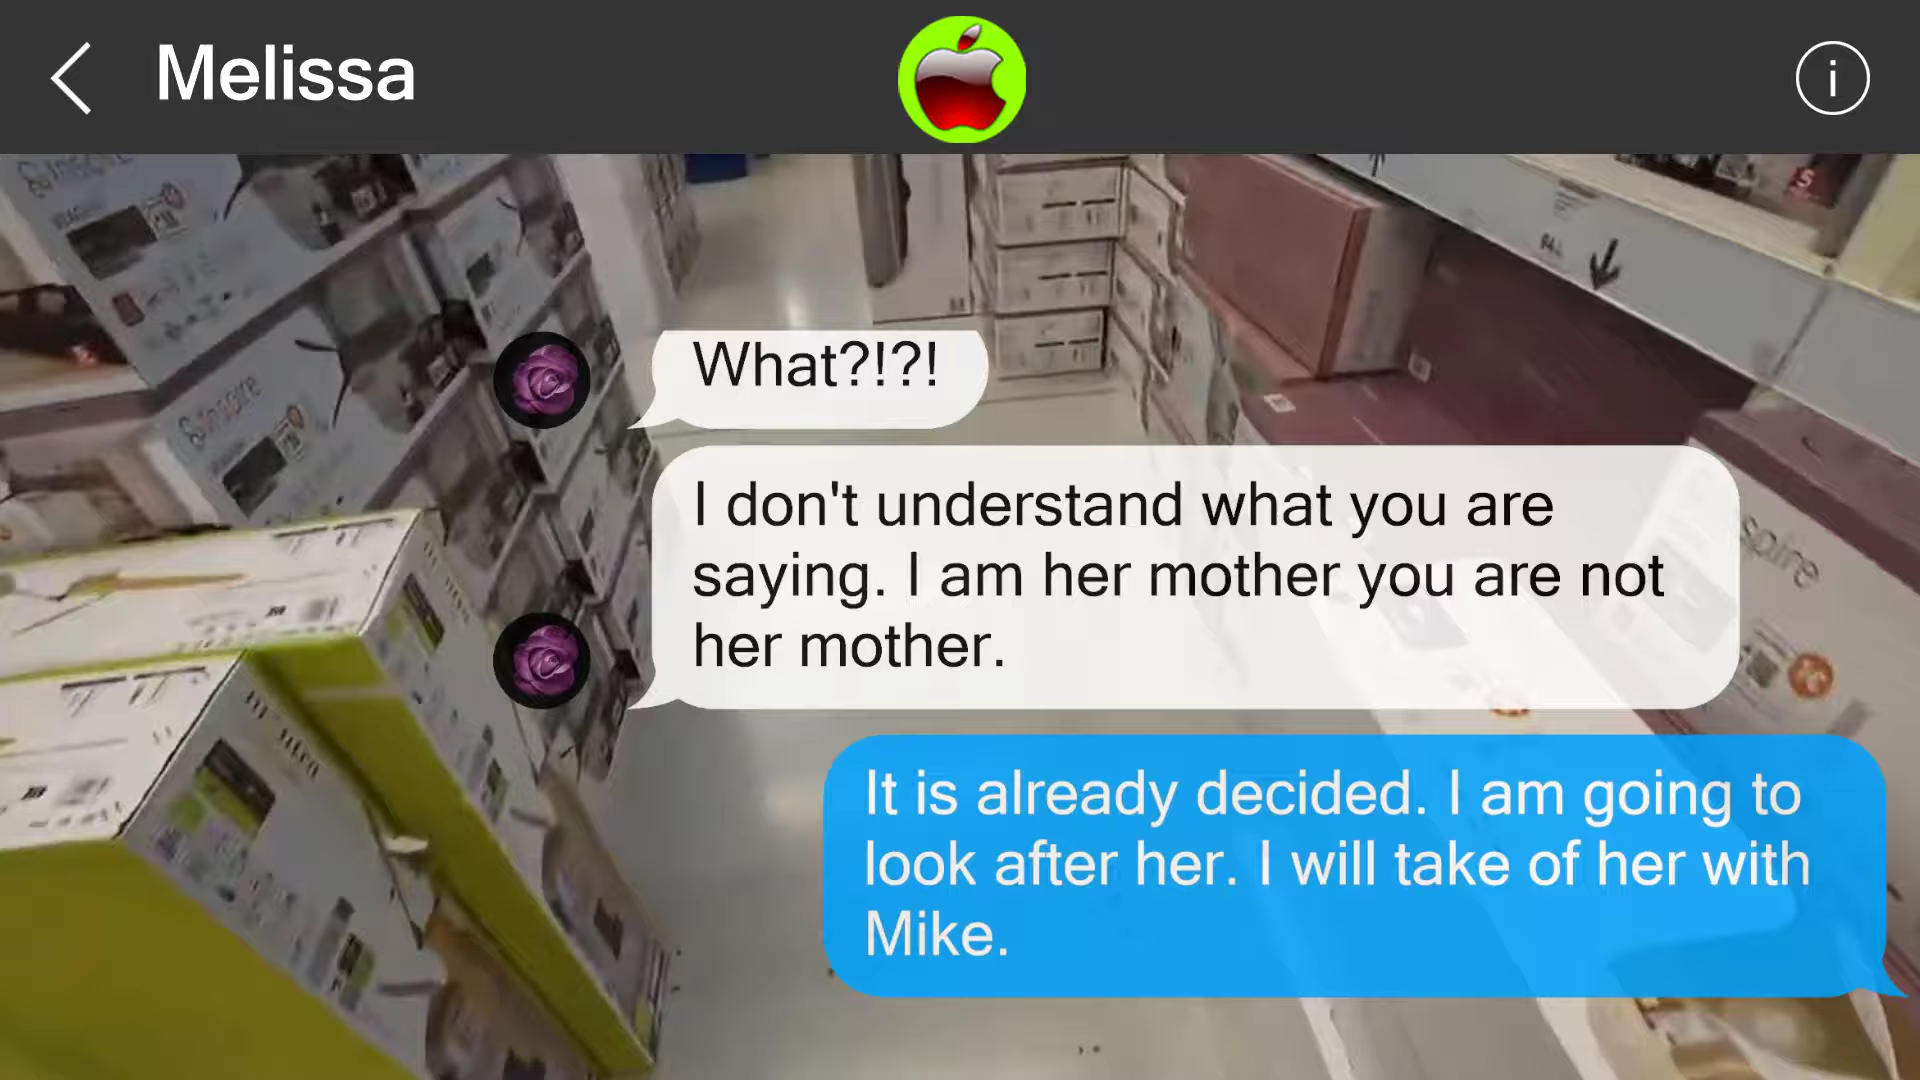 Melissa
i
What?!?!
I don't understand what you are
saying. I am her mother you are not
her mother.
It is already decided. I am going to
look after her. I will take of her with
Mike.